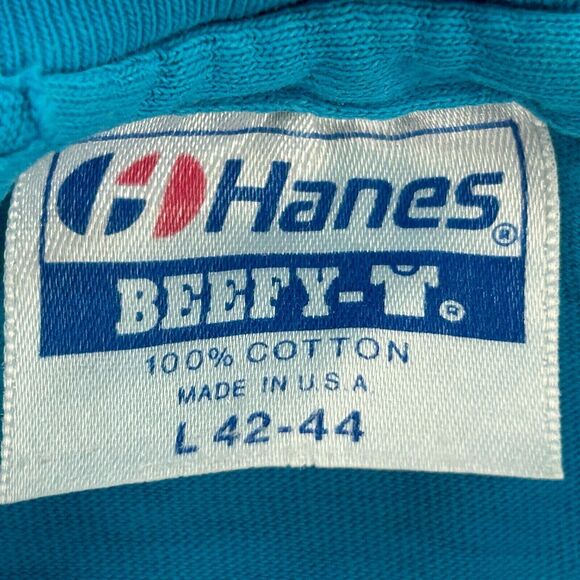 Hanes®
BEEFY-T®
100% COTTON
MADE IN U.S.A
L 42-44